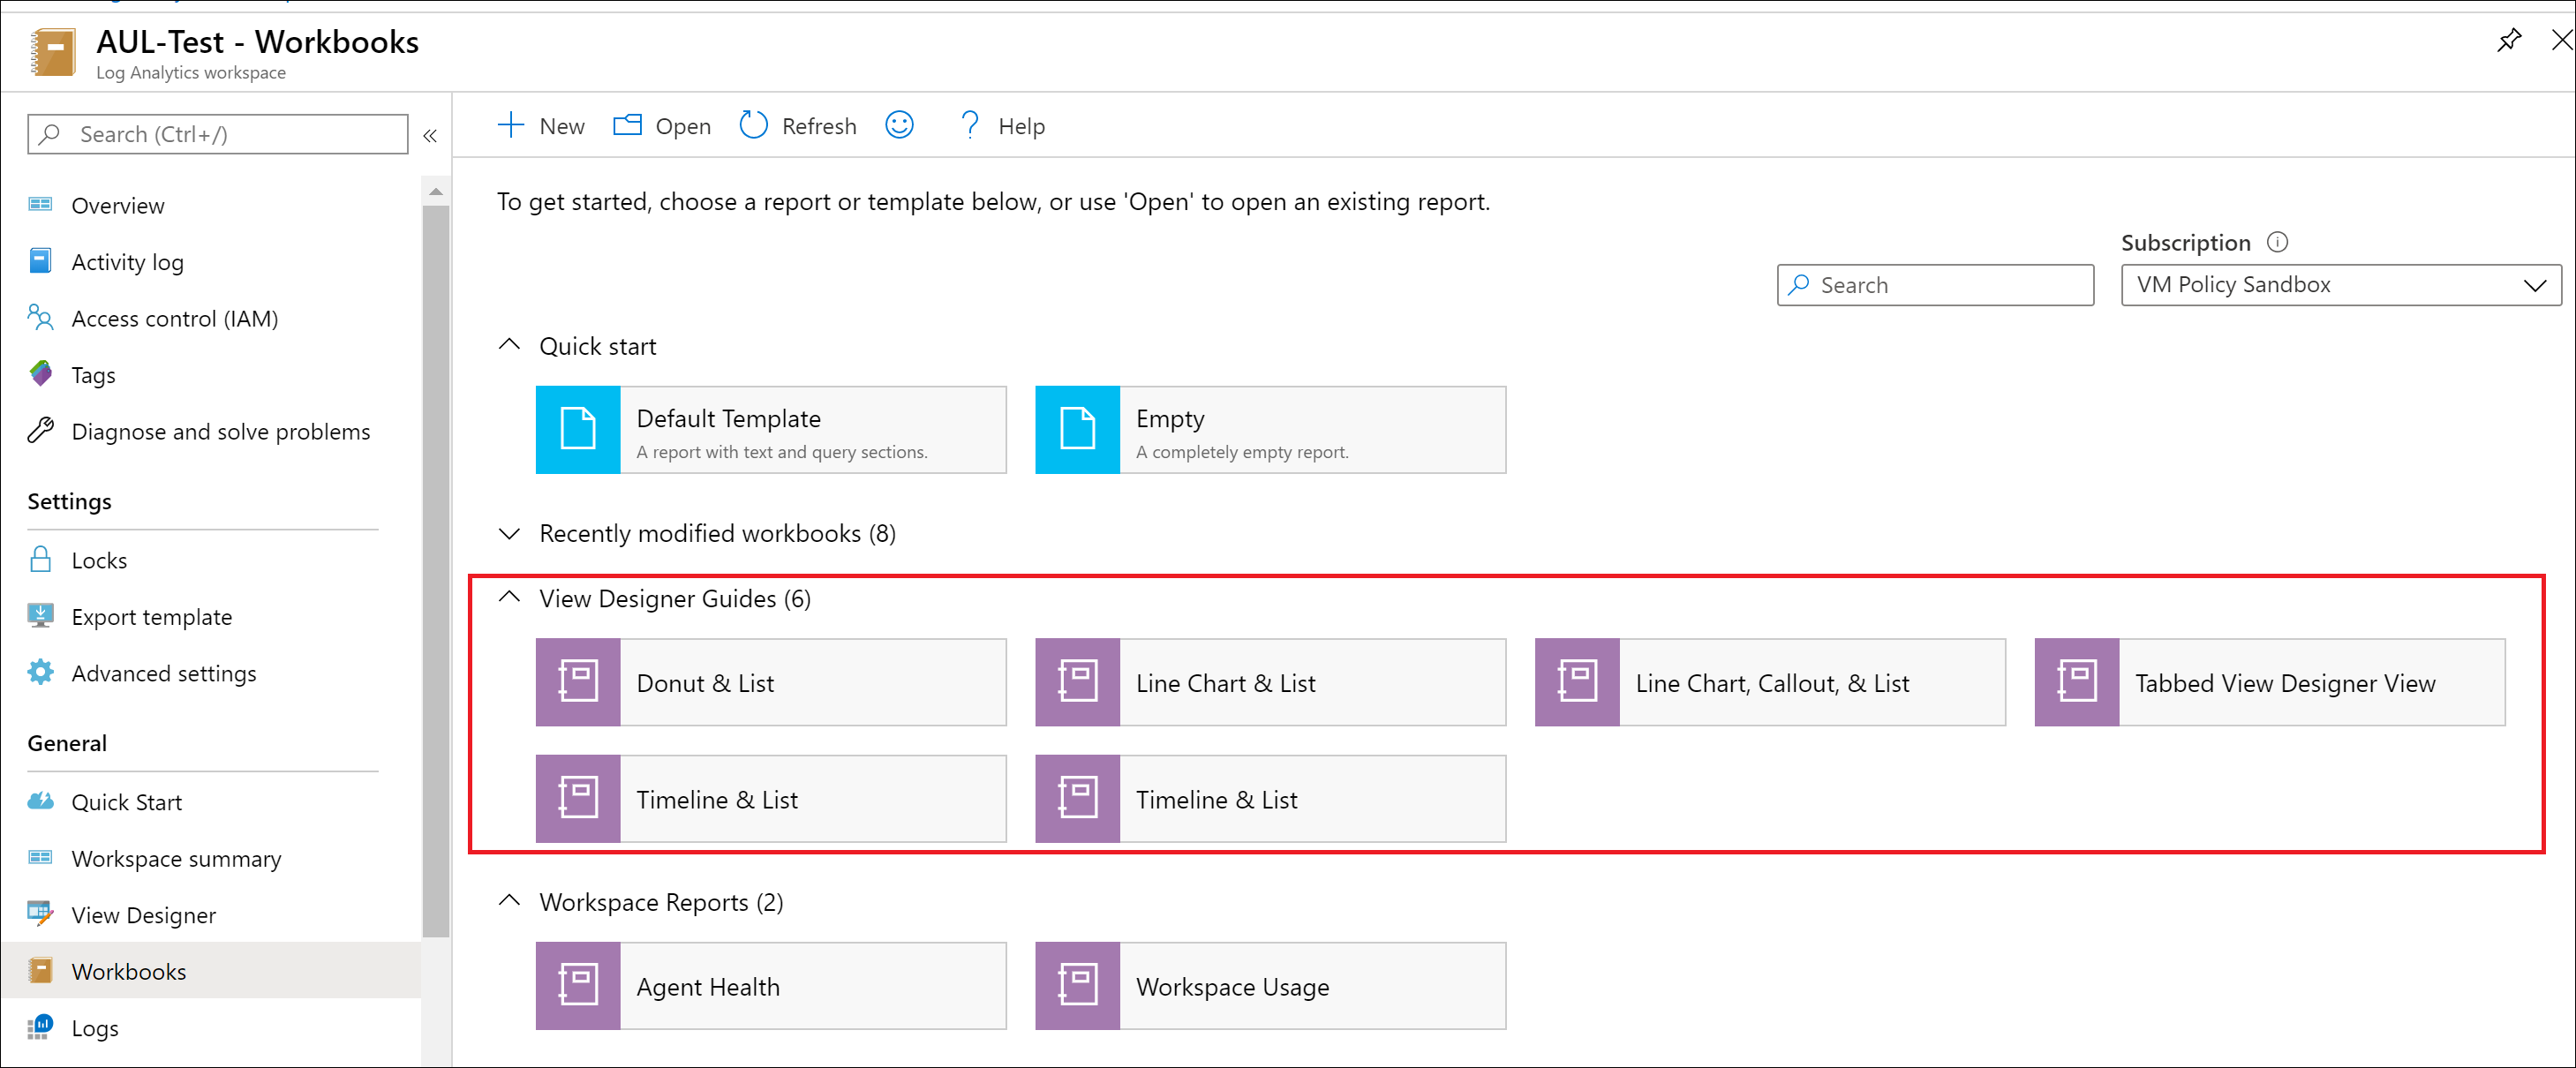 AUL-Test - Workbooks
Log Analytics workspace
Search (Ctrl+/)
«
Overview
Activity log
Access control (IAM)
Tags
Diagnose and solve problems
Settings
Locks
Export template
Advanced settings
General
Quick Start
Workspace summary
View Designer
Workbooks
Logs
New Open Refresh ? Help
To get started, choose a report or template below, or use 'Open' to open an existing report.
Subscription
Search
VM Policy Sandbox
Quick start
Default Template
A report with text and query sections.
Empty
A completely empty report.
Recently modified workbooks (8)
View Designer Guides (6)
Donut & List
Line Chart & List
Line Chart, Callout, & List
Tabbed View Designer View
Timeline & List
Timeline & List
Workspace Reports (2)
Agent Health
Workspace Usage